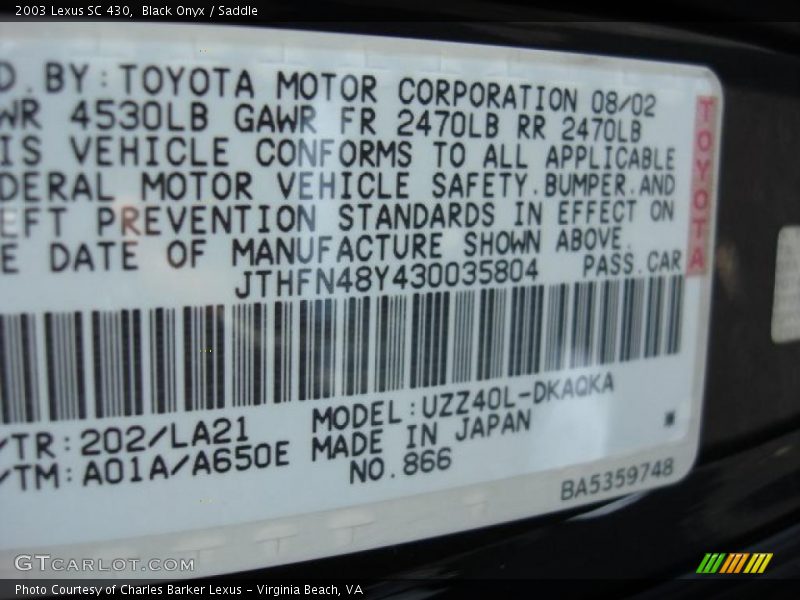 2003 Lexus SC 430, Black Onyx / Saddle
D.BY:TOYOTA MOTOR CORPORATION 08/02
WR 4530LB GAWR FR 2470LB RR 2470LB
IS VEHICLE CONFORMS TO ALL APPLICABLE
DERAL MOTOR VEHICLE SAFETY.BUMPER.AND
EFT PREVENTION STANDARDS IN EFFECT ON
E DATE OF MANUFACTURE SHOWN ABOVE.
JTHFN48Y430035804 PASS.CAR
TOYOTA
/TR:202/LA21 MODEL:UZZ40L-DKAQKA
/TM:A01A/A650E MADE IN JAPAN
NO.866
BA5359748
GTCARLOT.COM
Photo Courtesy of Charles Barker Lexus - Virginia Beach, VA